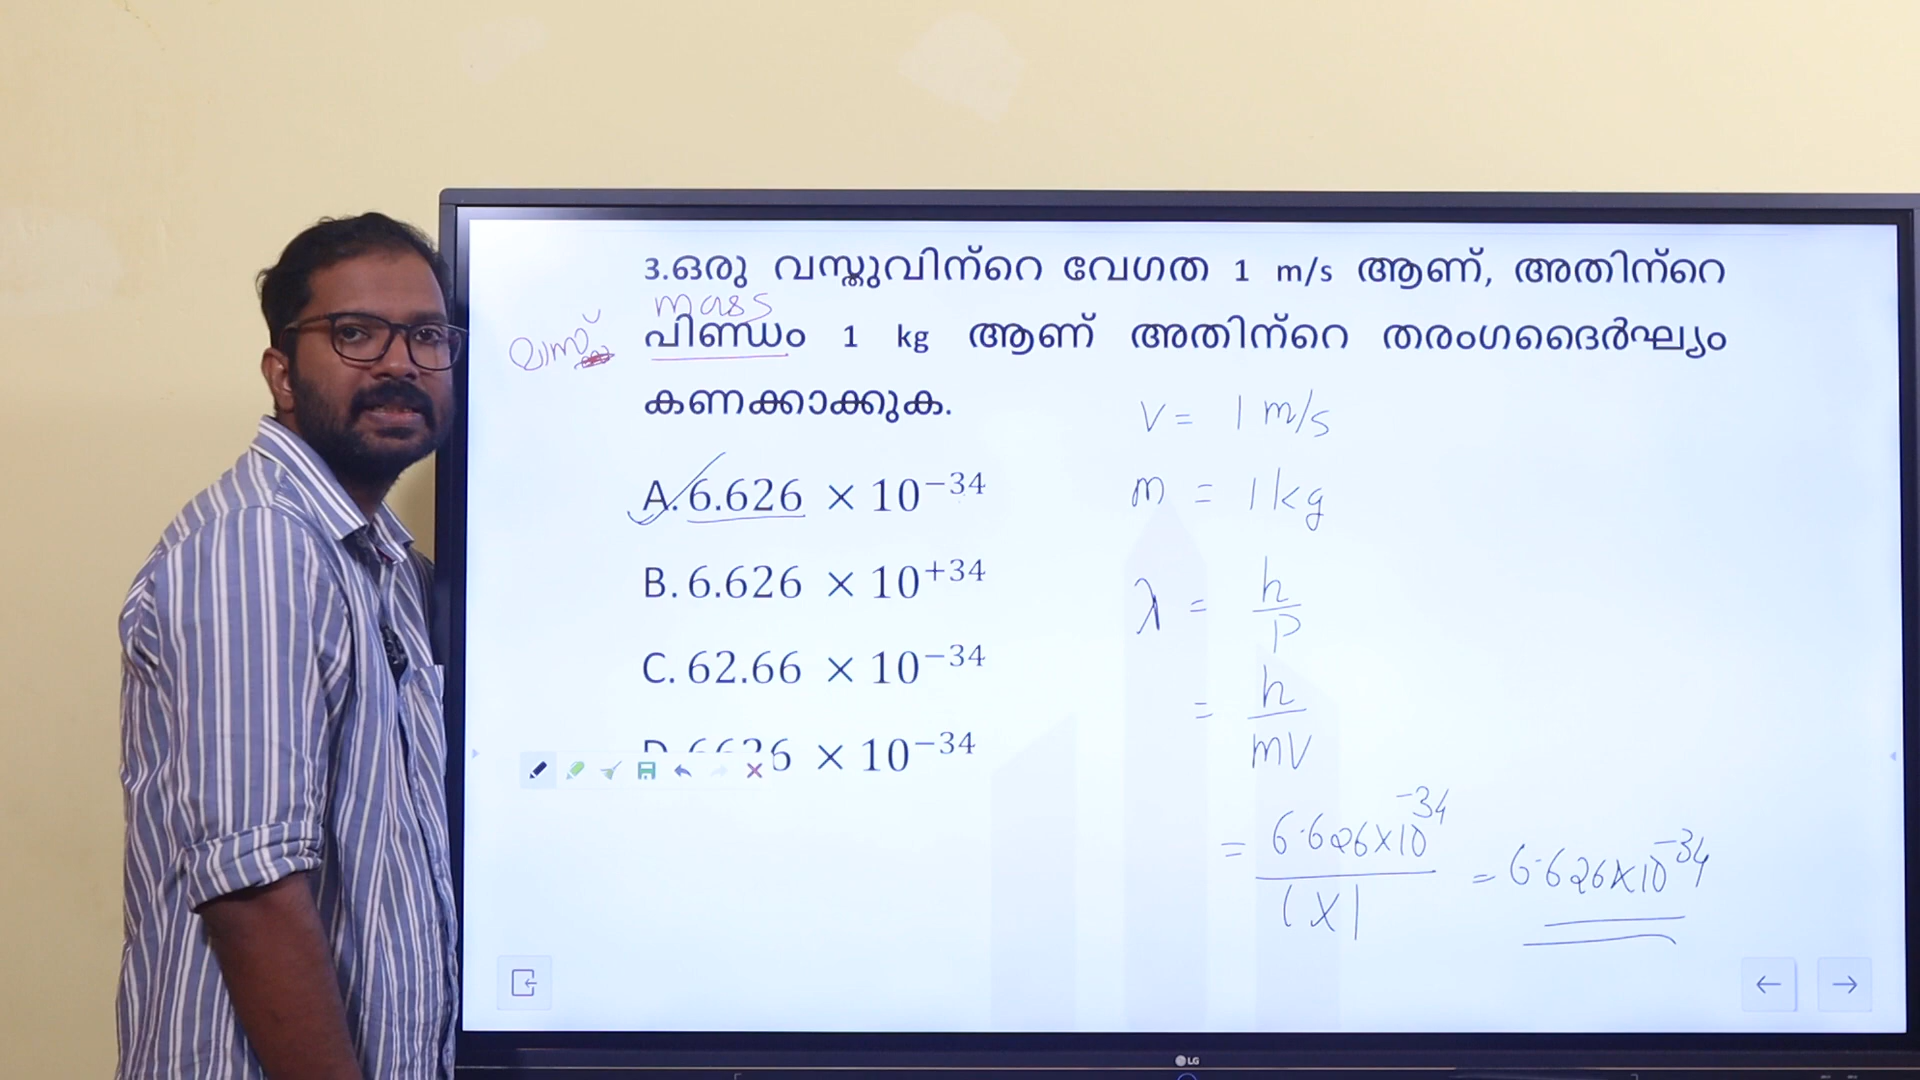 3.ഒരു വസ്തുവിന്റെ വേഗത 1 m/s ആണ്, അതിന്റെ
mass
പിണ്ഡം 1 kg ആണ് അതിന്റെ തരംഗദൈർഘ്യം
കണക്കാക്കുക.
A. 6.626 × 10⁻³⁴
B. 6.626 × 10⁺³⁴
C. 62.66 × 10⁻³⁴
6 × 10⁻³⁴
V = 1 m/s
m = 1 kg
λ = h/P
= h/mV
= 6.626×10⁻³⁴/1×1 = 6.626×10⁻³⁴
LG